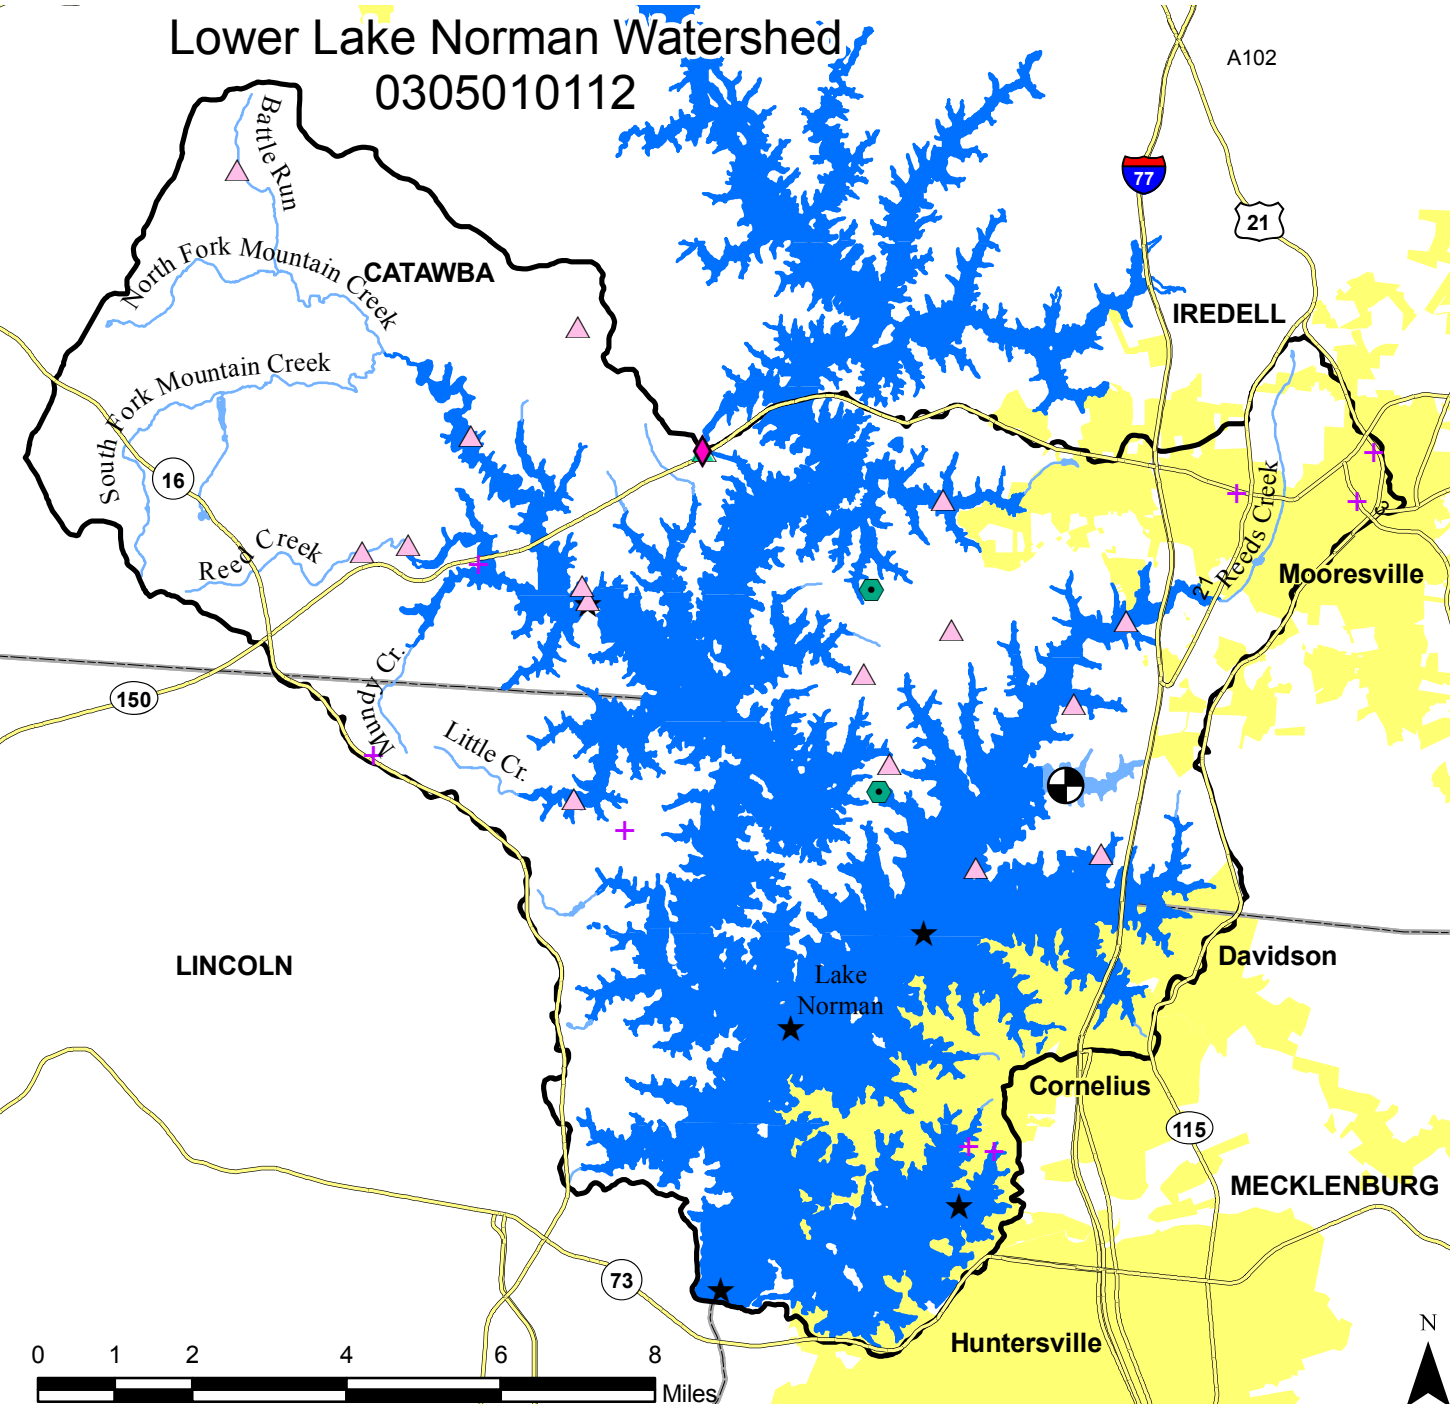 Lower Lake Norman Watershed
0305010112
A102
Battle Run
77
21
North Fork Mountain Creek
CATAWBA
IREDELL
South Fork Mountain Creek
16
Reed Creek
Reeds Creek
21
3
Mooresville
150
Mundy Cr.
Little Cr.
LINCOLN
Davidson
Lake
Norman
Cornelius
115
MECKLENBURG
73
Huntersville
N
0 1 2 4 6 8
Miles